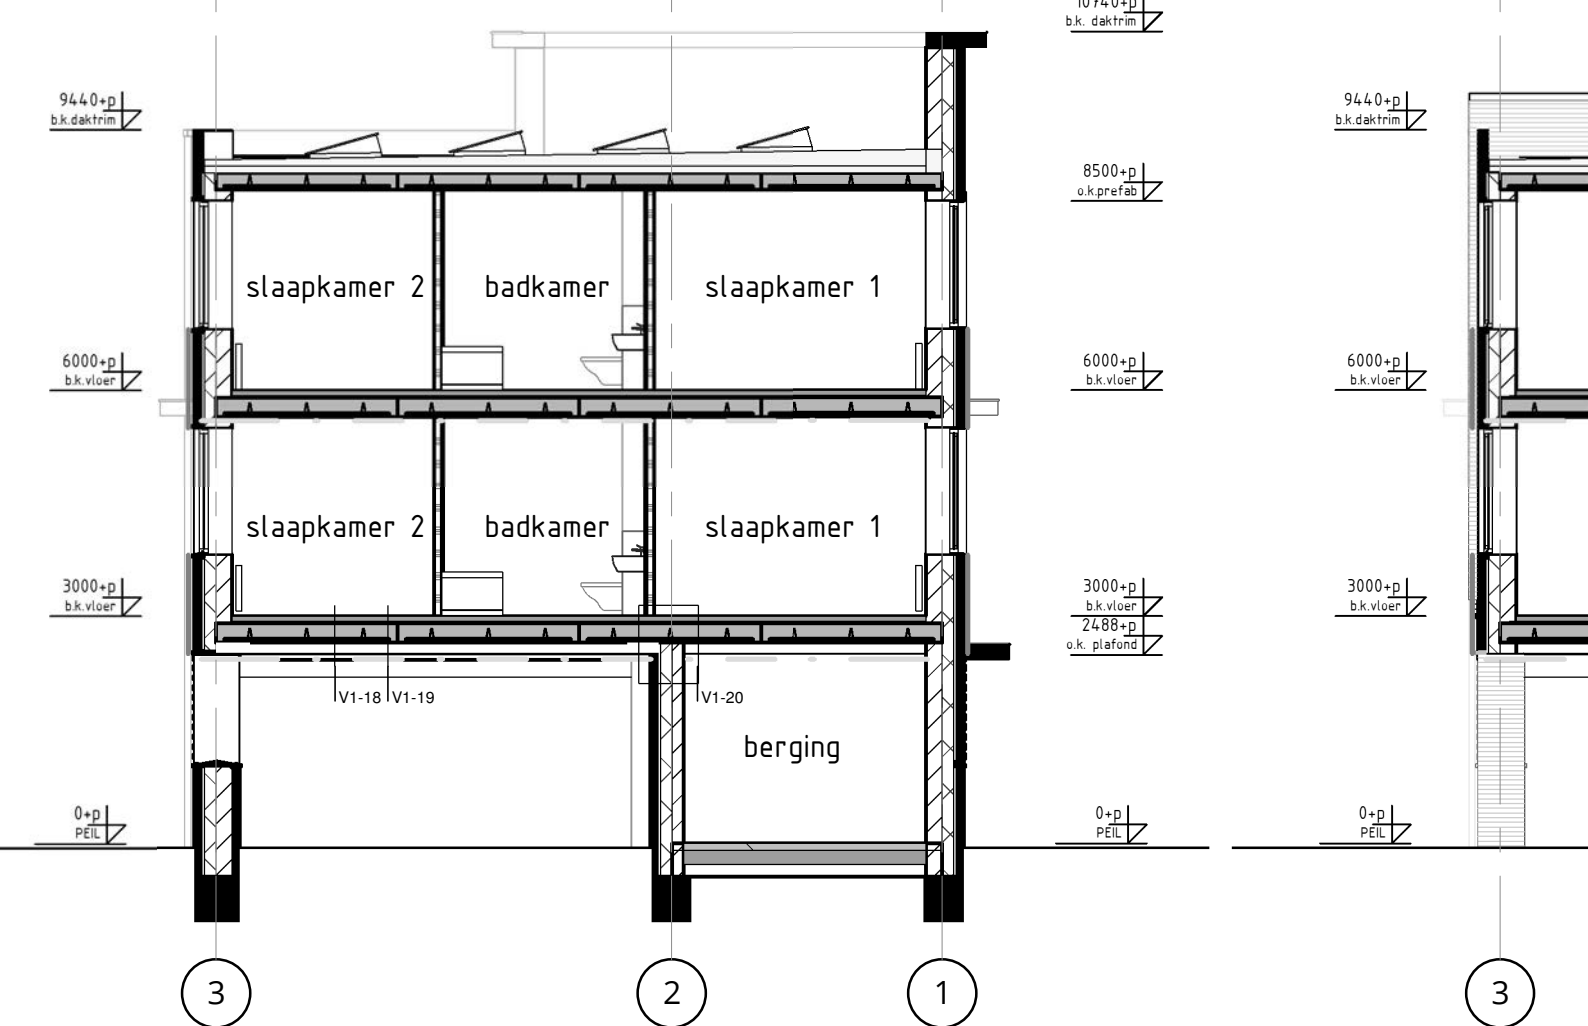 10740+p
b.k. daktrim
9440+p
b.k.daktrim
9440+p
b.k.daktrim
8500+p
o.k.prefab
slaapkamer 2
badkamer
slaapkamer 1
6000+p
b.k.vloer
6000+p
b.k.vloer
6000+p
b.k.vloer
slaapkamer 2
badkamer
slaapkamer 1
3000+p
b.k.vloer
3000+p
b.k.vloer
3000+p
b.k.vloer
2488+p
o.k. plafond
V1-18
V1-19
V1-20
berging
0+p
PEIL
0+p
PEIL
0+p
PEIL
3
2
1
3